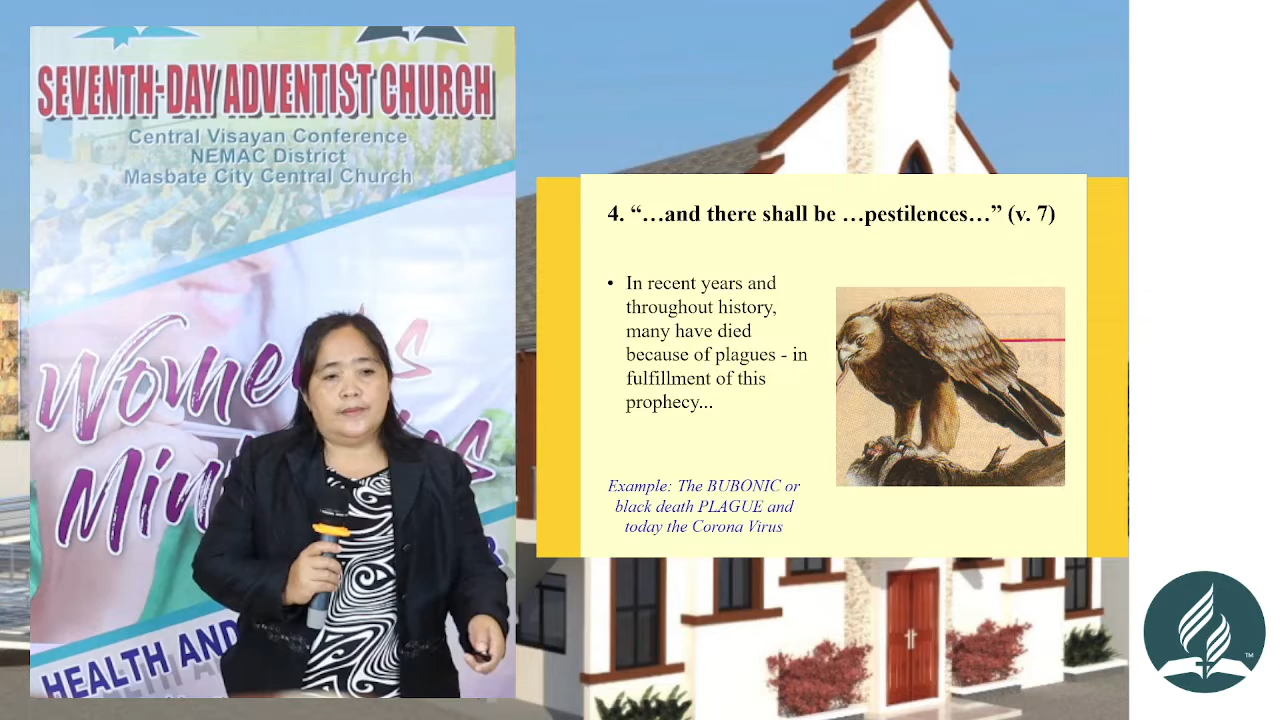 SEVENTH-DAY ADVENTIST CHURCH
Central Visayan Conference
NEMAC District
Masbate City Central Church
HEALTH AND
4. “…and there shall be …pestilences…” (v. 7)
• In recent years and
throughout history,
many have died
because of plagues - in
fulfillment of this
prophecy...
Example: The BUBONIC or
black death PLAGUE and
today the Corona Virus
TM